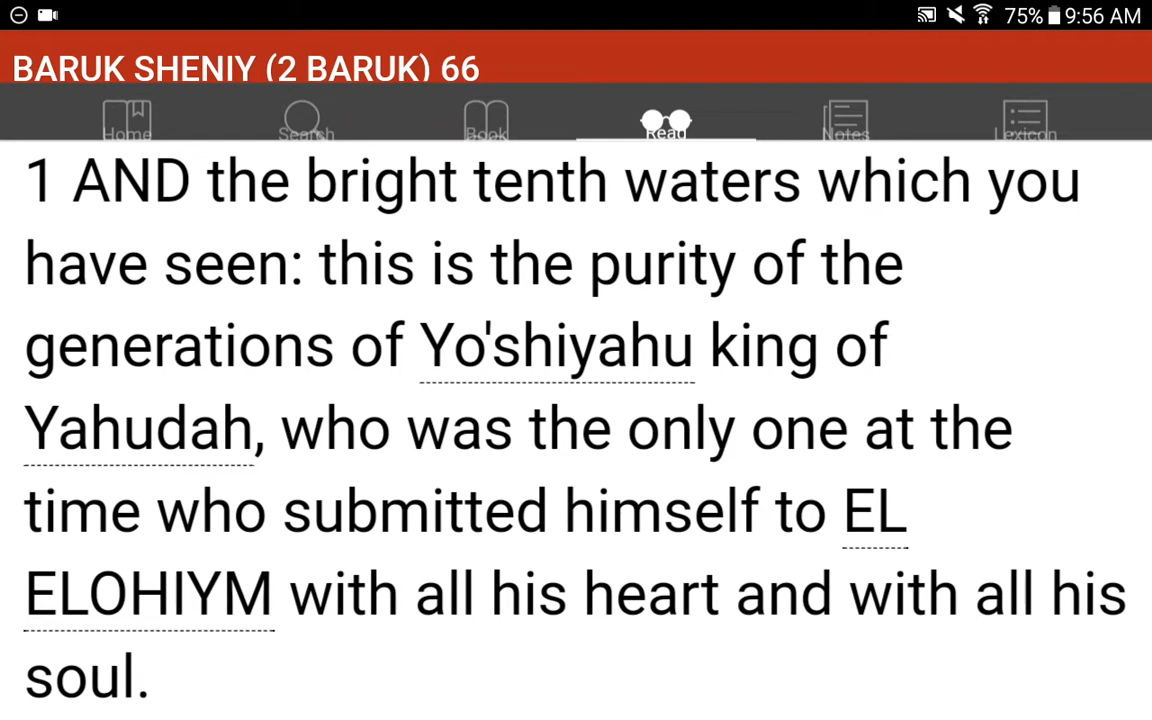 75% 9:56 AM
BARUK SHENIY (2 BARUK) 66
Home Search Book Read Notes Lexicon
1 AND the bright tenth waters which you
have seen: this is the purity of the
generations of Yo'shiyahu king of
Yahudah, who was the only one at the
time who submitted himself to EL
ELOHIYM with all his heart and with all his
soul.